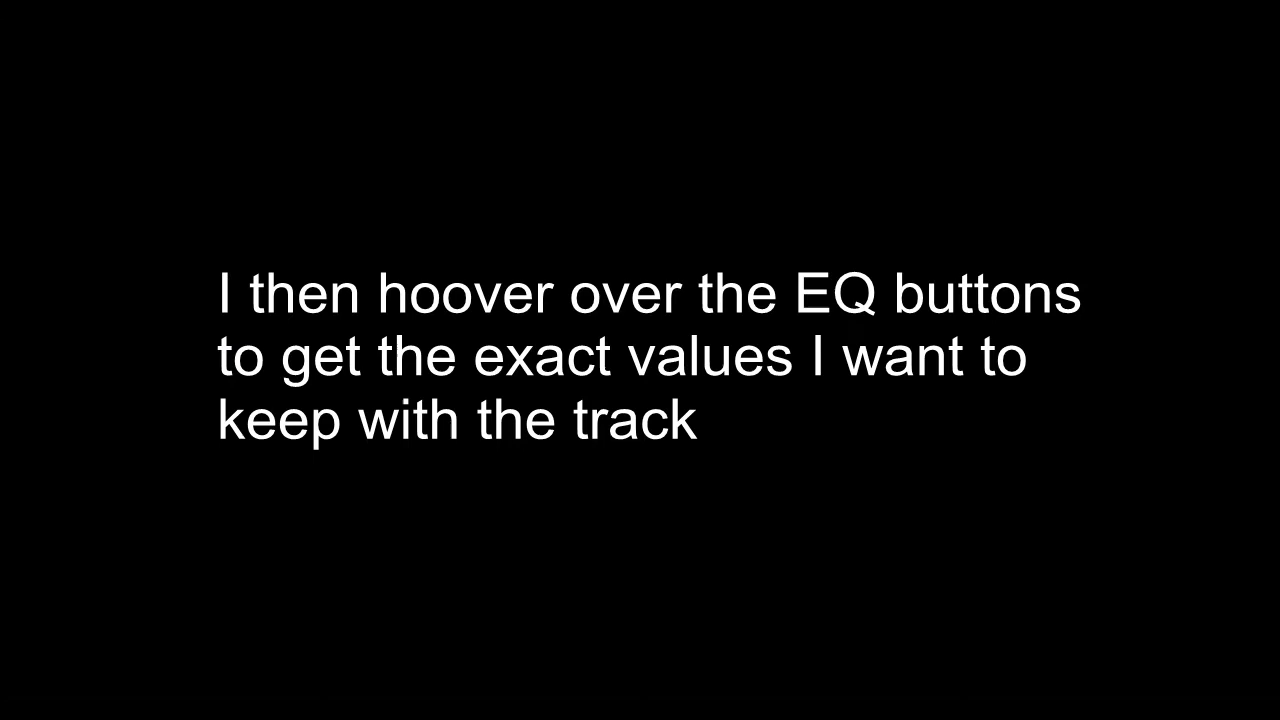 I then hoover over the EQ buttons
to get the exact values I want to
keep with the track